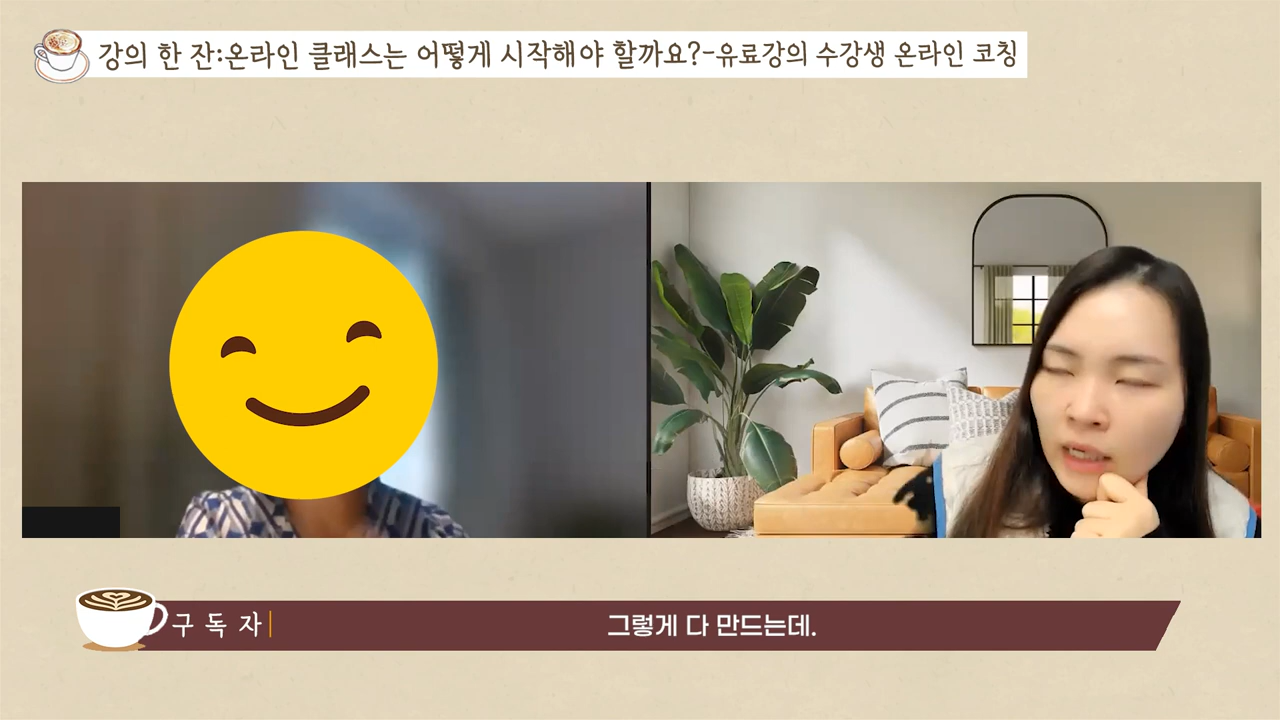 강의 한 잔:온라인 클래스는 어떻게 시작해야 할까요?-유료강의 수강생 온라인 코칭
구독자
그렇게 다 만드는데.